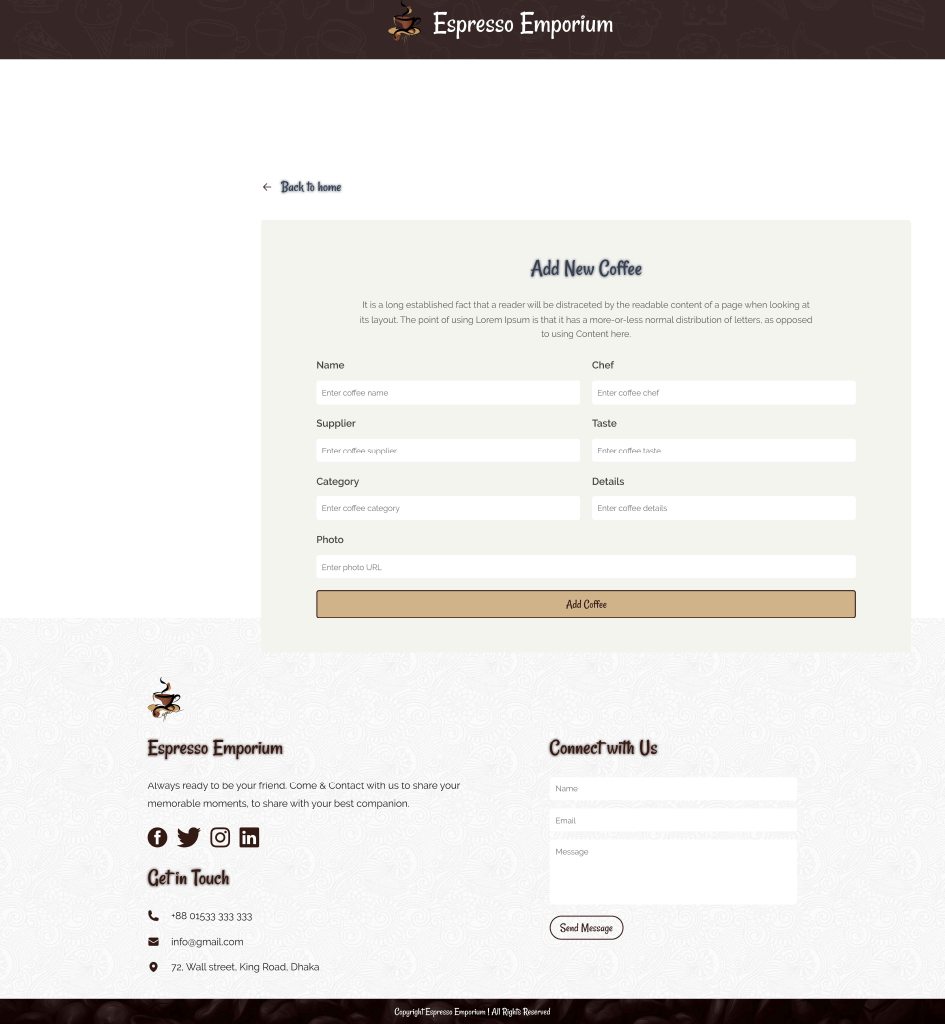 Espresso Emporium
Back to home
Add New Coffee
It is a long established fact that a reader will be distraceted by the readable content of a page when looking at
its layout. The point of using Lorem Ipsum is that it has a more-or-less normal distribution of letters, as opposed
to using Content here.
Name
Chef
Enter coffee name
Enter coffee chef
Supplier
Taste
Enter coffee supplier
Enter coffee taste
Category
Details
Enter coffee category
Enter coffee details
Photo
Enter photo URL
Add Coffee
Espresso Emporium
Always ready to be your friend. Come & Contact with us to share your
memorable moments, to share with your best companion.
Get in Touch
+88 01533 333 333
info@gmail.com
72, Wall street, King Road, Dhaka
Connect with Us
Name
Email
Message
Send Message
Copyright Espresso Emporium ! All Rights Reserved